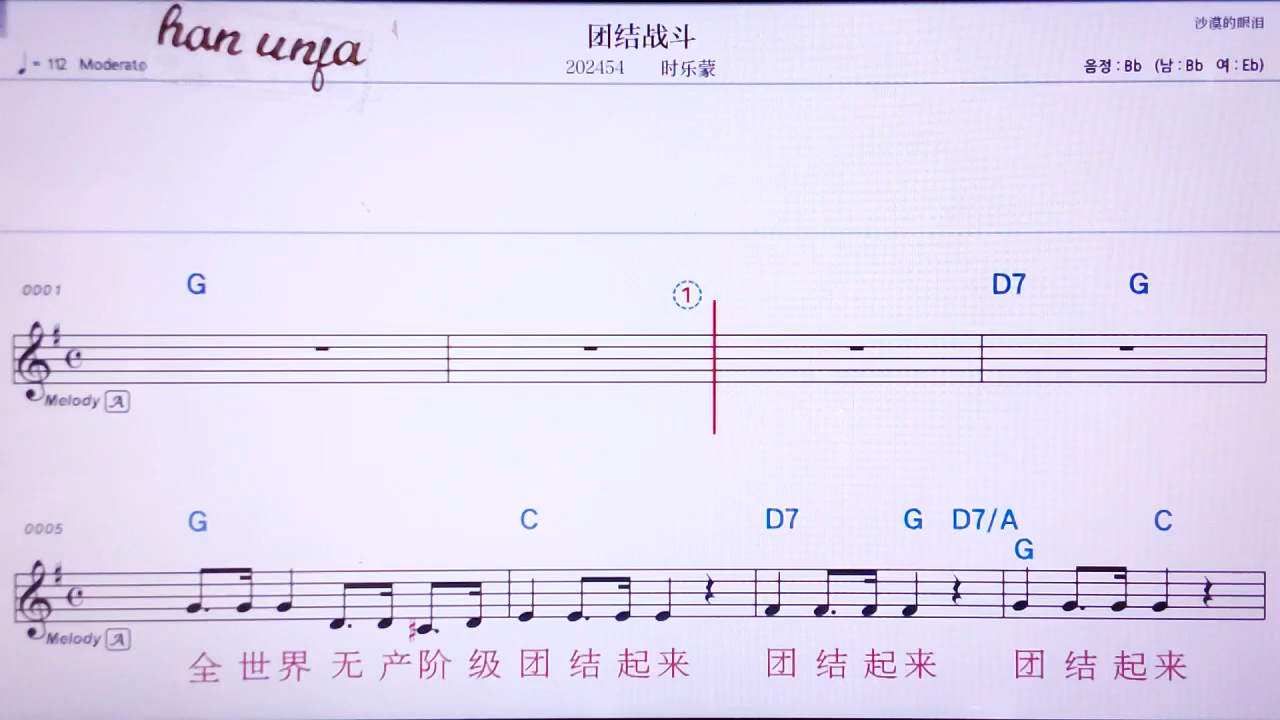 han unfa
团结战斗
沙漠的眼泪
♩= 112 Moderato
202454 时乐蒙
음정 : Bb (남 : Bb 여 : Eb)
0001 G ① D7 G
Melody A
0005 G C D7 G D7/A C
G
Melody A
全世界无产阶级团结起来 团结起来 团结起来